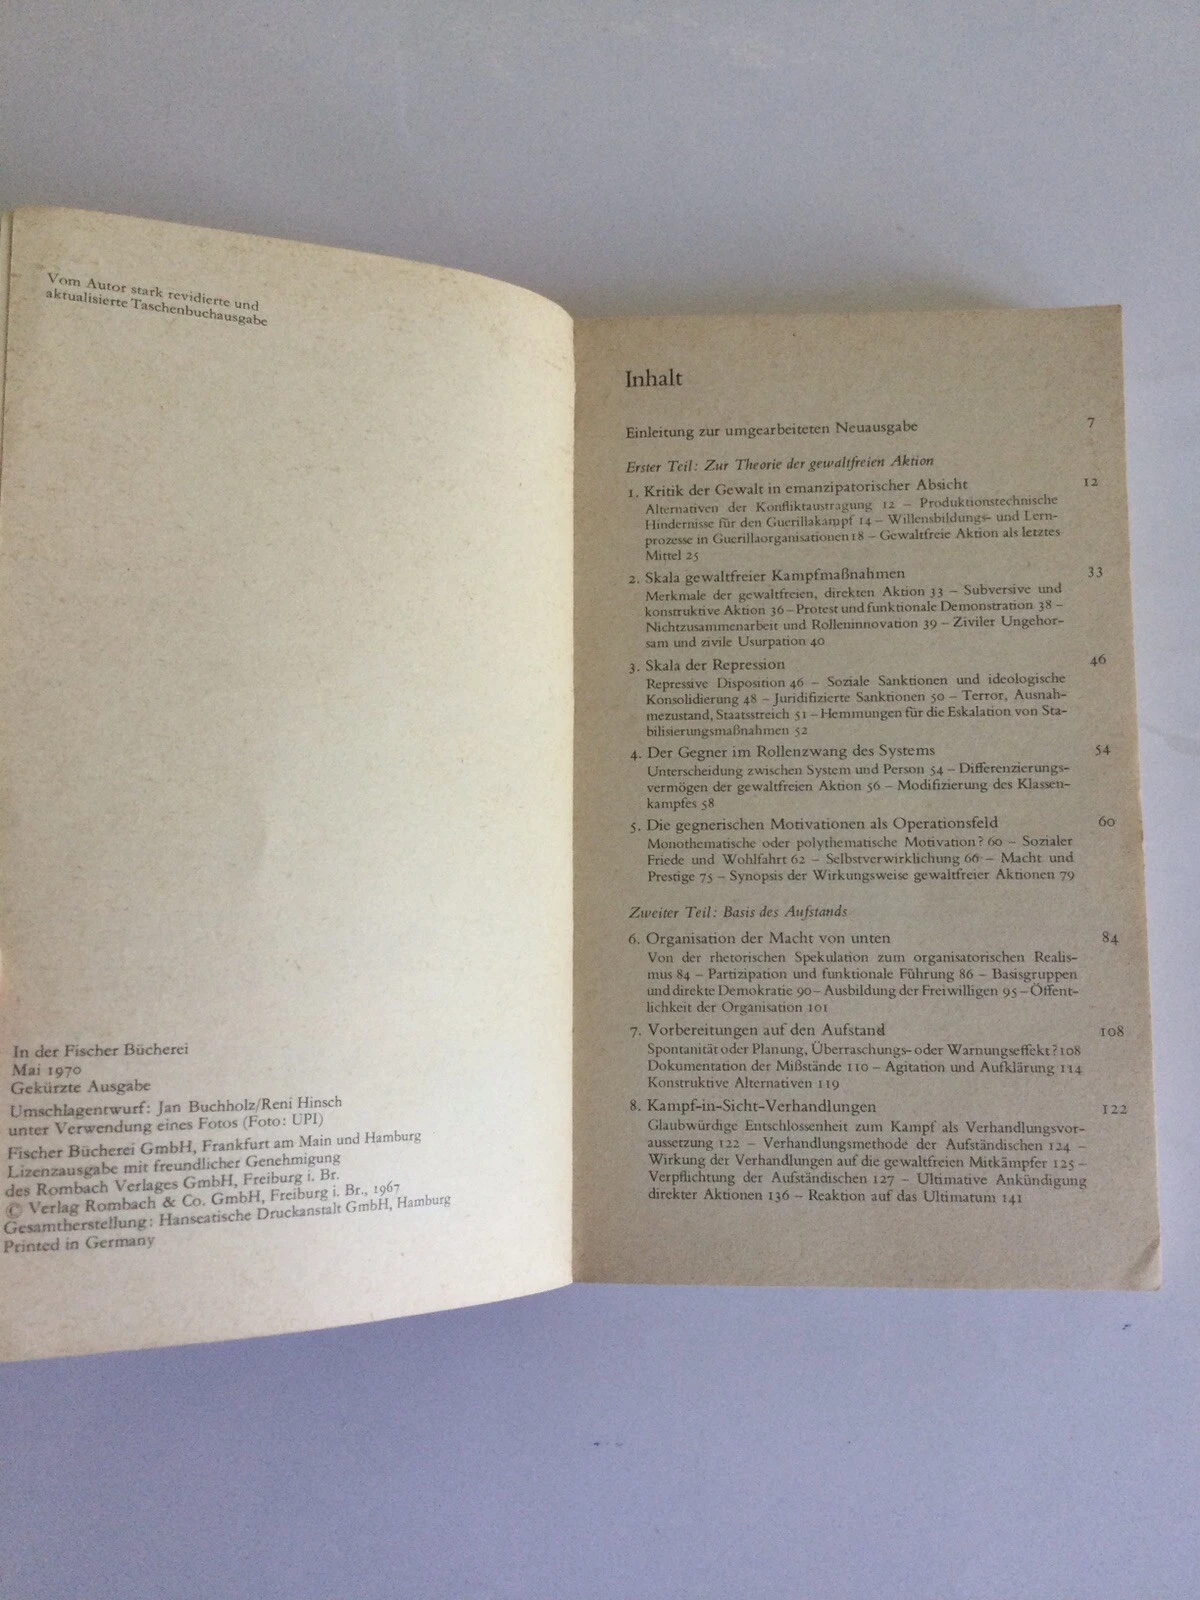 Vom Autor stark revidierte und
aktualisierte Taschenbuchausgabe
In der Fischer Bücherei
Mai 1970
Gekürzte Ausgabe
Umschlagentwurf: Jan Buchholz/Reni Hinsch
unter Verwendung eines Fotos (Foto: UPI)
Fischer Bücherei GmbH, Frankfurt am Main und Hamburg
Lizenzausgabe mit freundlicher Genehmigung
des Rombach Verlages GmbH, Freiburg i. Br.
© Verlag Rombach & Co. GmbH, Freiburg i. Br., 1967
Gesamtherstellung: Hanseatische Druckanstalt GmbH, Hamburg
Printed in Germany
Inhalt
Einleitung zur umgearbeiteten Neuausgabe 7
Erster Teil: Zur Theorie der gewaltfreien Aktion
1. Kritik der Gewalt in emanzipatorischer Absicht 12
Alternativen der Konfliktaustragung 12 – Produktionstechnische
Hindernisse für den Guerillakampf 14 – Willensbildungs- und Lern-
prozesse in Guerillaorganisationen 18 – Gewaltfreie Aktion als letztes
Mittel 25
2. Skala gewaltfreier Kampfmaßnahmen 33
Merkmale der gewaltfreien, direkten Aktion 33 – Subversive und
konstruktive Aktion 36 – Protest und funktionale Demonstration 38 –
Nichtzusammenarbeit und Rolleninnovation 39 – Ziviler Ungehor-
sam und zivile Usurpation 40
3. Skala der Repression 46
Repressive Disposition 46 – Soziale Sanktionen und ideologische
Konsolidierung 48 – Juridifizierte Sanktionen 50 – Terror, Ausnah-
mezustand, Staatsstreich 51 – Hemmungen für die Eskalation von Sta-
bilisierungsmaßnahmen 52
4. Der Gegner im Rollenzwang des Systems 54
Unterscheidung zwischen System und Person 54 – Differenzierungs-
vermögen der gewaltfreien Aktion 56 – Modifizierung des Klassen-
kampfes 58
5. Die gegnerischen Motivationen als Operationsfeld 60
Monothematische oder polythematische Motivation? 60 – Sozialer
Friede und Wohlfahrt 62 – Selbstverwirklichung 66 – Macht und
Prestige 75 – Synopsis der Wirkungsweise gewaltfreier Aktionen 79
Zweiter Teil: Basis des Aufstands
6. Organisation der Macht von unten 84
Von der rhetorischen Spekulation zum organisatorischen Realis-
mus 84 – Partizipation und funktionale Führung 86 – Basisgruppen
und direkte Demokratie 90 – Ausbildung der Freiwilligen 95 – Öffent-
lichkeit der Organisation 101
7. Vorbereitungen auf den Aufstand 108
Spontanität oder Planung, Überraschungs- oder Warnungseffekt? 108
Dokumentation der Mißstände 110 – Agitation und Aufklärung 114
Konstruktive Alternativen 119
8. Kampf-in-Sicht-Verhandlungen 122
Glaubwürdige Entschlossenheit zum Kampf als Verhandlungsvor-
aussetzung 122 – Verhandlungsmethode der Aufständischen 124 –
Wirkung der Verhandlungen auf die gewaltfreien Mitkämpfer 125 –
Verpflichtung der Aufständischen 127 – Ultimative Ankündigung
direkter Aktionen 136 – Reaktion auf das Ultimatum 141